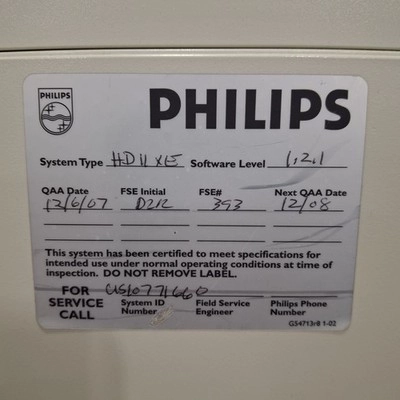 PHILIPS
PHILIPS
System Type HD11XE Software Level 1,2,1
QAA Date FSE Initial FSE# Next QAA Date
12/6/07 DZR 393 12/08
This system has been certified to meet specifications for
intended use under normal operating conditions at time of
inspection. DO NOT REMOVE LABEL.
FOR SERVICE CALL US10771660
System ID Number Field Service Engineer Philips Phone Number
G54713rB 1-02